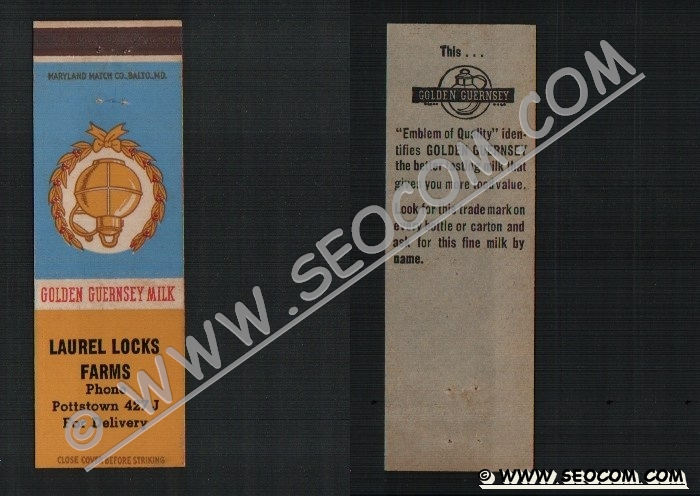 MARYLAND MATCH CO., BALTO., MD.
GOLDEN GUERNSEY MILK
LAUREL LOCKS
FARMS
Phone
Pottstown 427J
For Delivery
CLOSE COVER BEFORE STRIKING
This . . .
GOLDEN GUERNSEY
"Emblem of Quality" iden-
tifies GOLDEN GUERNSEY
the better tasting milk that
gives you more food value.
Look for this trade mark on
every bottle or carton and
ask for this fine milk by
name.
© WWW.SEOCOM.COM
© WWW.SEOCOM.COM